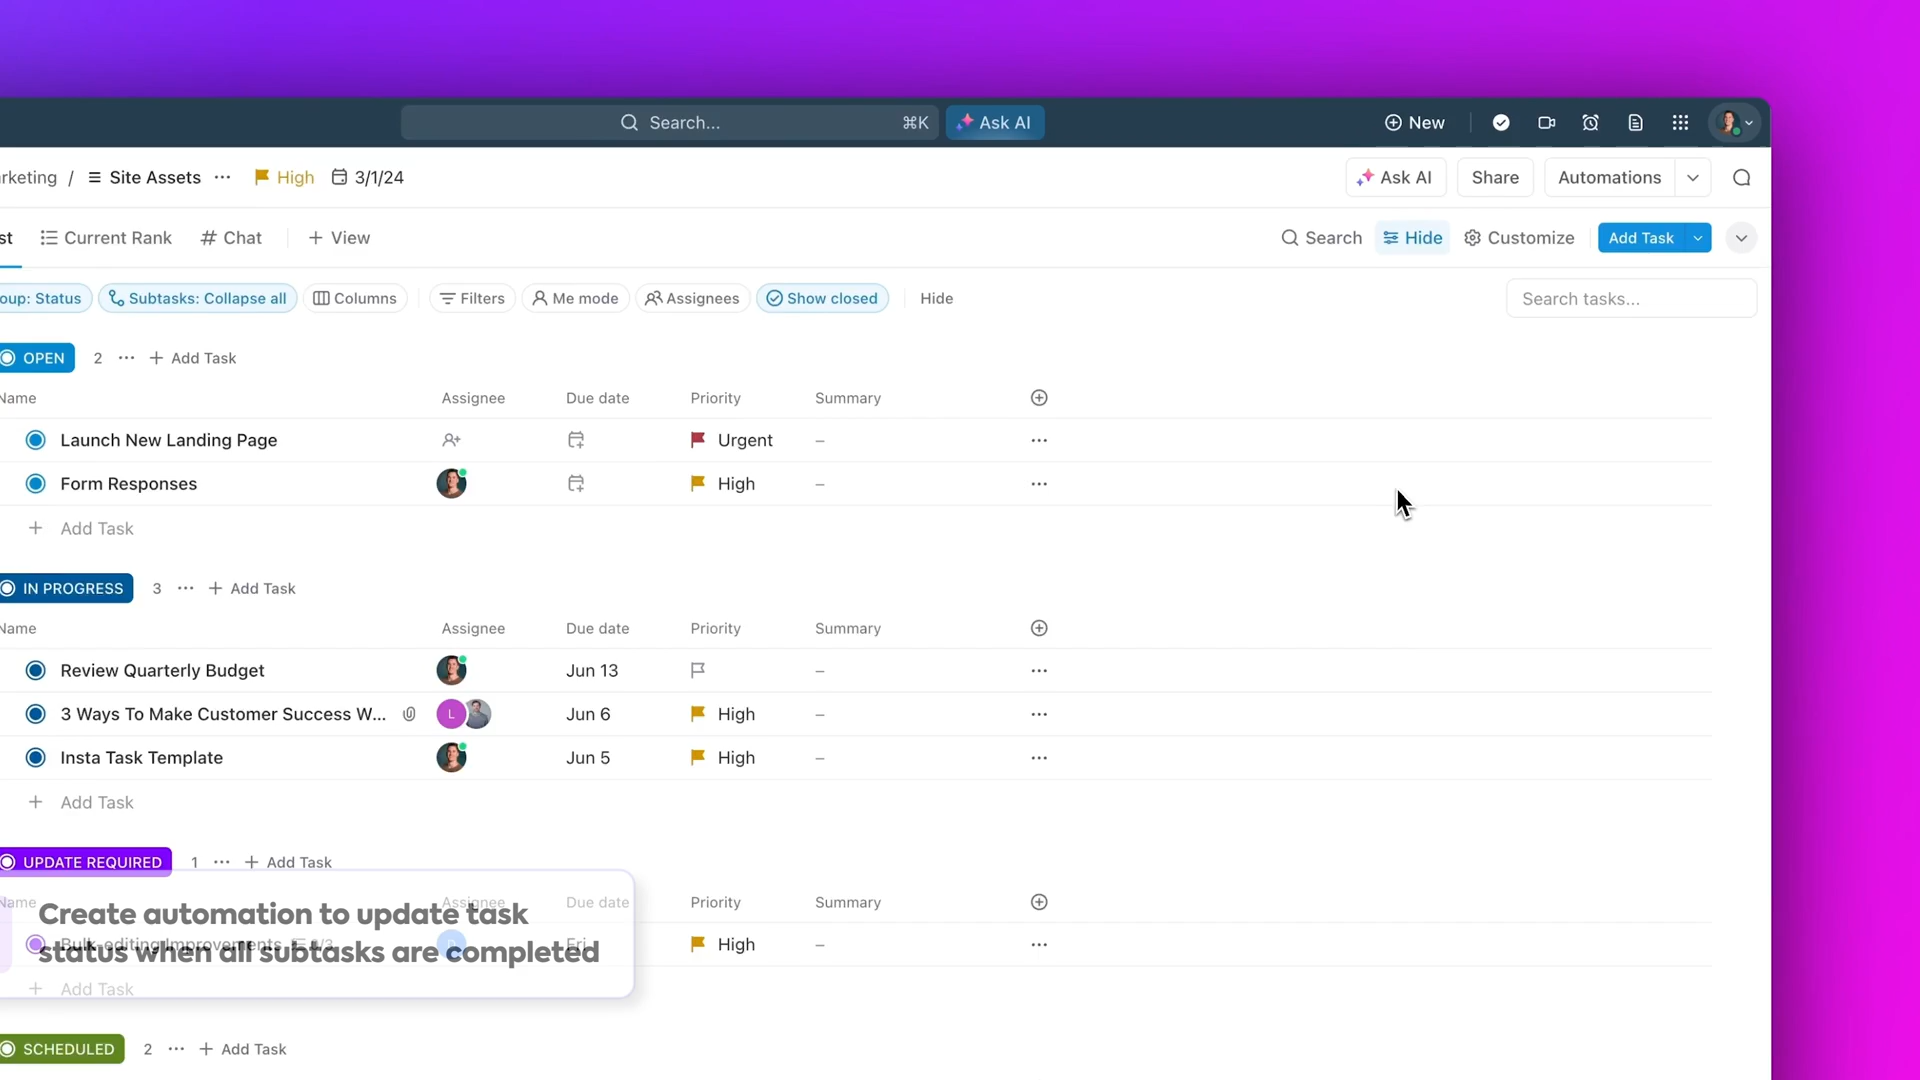 Search... ⌘K Ask AI New
rketing / Site Assets ... High 3/1/24 Ask AI Share Automations
st Current Rank # Chat + View Search Hide Customize Add Task
oup: Status Subtasks: Collapse all Columns Filters Me mode Assignees Show closed Hide Search tasks...
OPEN 2 ... + Add Task
Name Assignee Due date Priority Summary
Launch New Landing Page Urgent –
Form Responses High –
+ Add Task
IN PROGRESS 3 ... + Add Task
Name Assignee Due date Priority Summary
Review Quarterly Budget Jun 13 –
3 Ways To Make Customer Success W... L Jun 6 High –
Insta Task Template Jun 5 High –
+ Add Task
UPDATE REQUIRED 1 ... + Add Task
Name Assignee Due date Priority Summary
Create automation to update task
Bulk-editing Improvements Fri High –
status when all subtasks are completed
+ Add Task
SCHEDULED 2 ... + Add Task